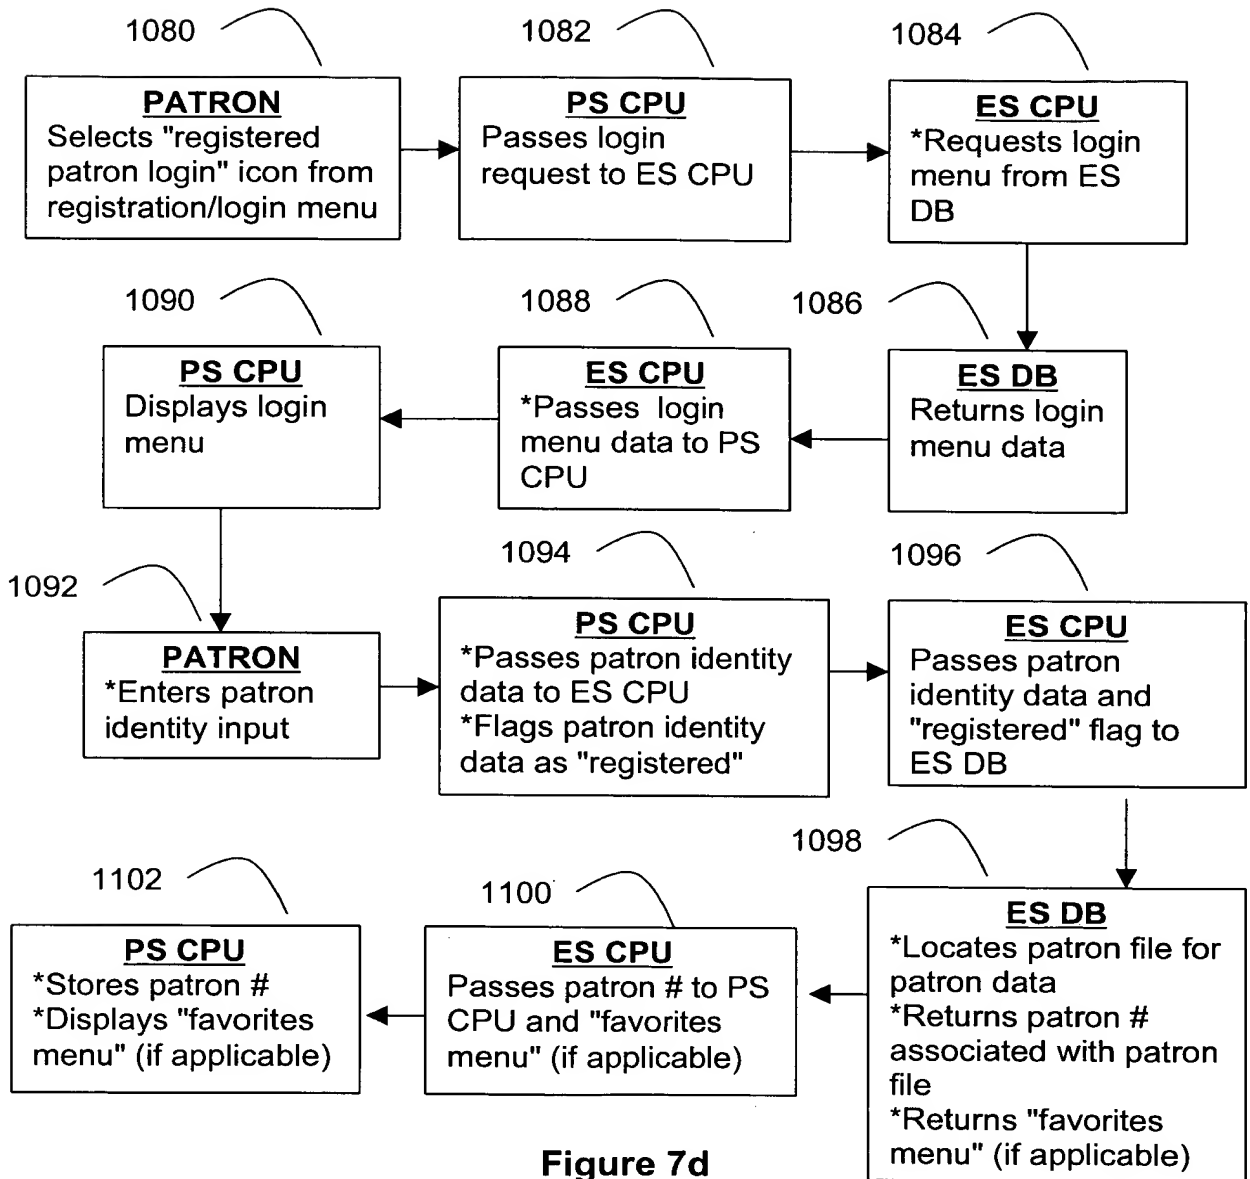 1080
PATRON
Selects "registered
patron login" icon from
registration/login menu
1082
PS CPU
Passes login
request to ES CPU
1084
ES CPU
*Requests login
menu from ES
DB
1086
ES DB
Returns login
menu data
1088
ES CPU
*Passes login
menu data to PS
CPU
1090
PS CPU
Displays login
menu
1092
PATRON
*Enters patron
identity input
1094
PS CPU
*Passes patron identity
data to ES CPU
*Flags patron identity
data as "registered"
1096
ES CPU
Passes patron
identity data and
"registered" flag to
ES DB
1098
ES DB
*Locates patron file for
patron data
*Returns patron #
associated with patron
file
*Returns "favorites
menu" (if applicable)
1100
ES CPU
Passes patron # to PS
CPU and "favorites
menu" (if applicable)
1102
PS CPU
*Stores patron #
*Displays "favorites
menu" (if applicable)
Figure 7d